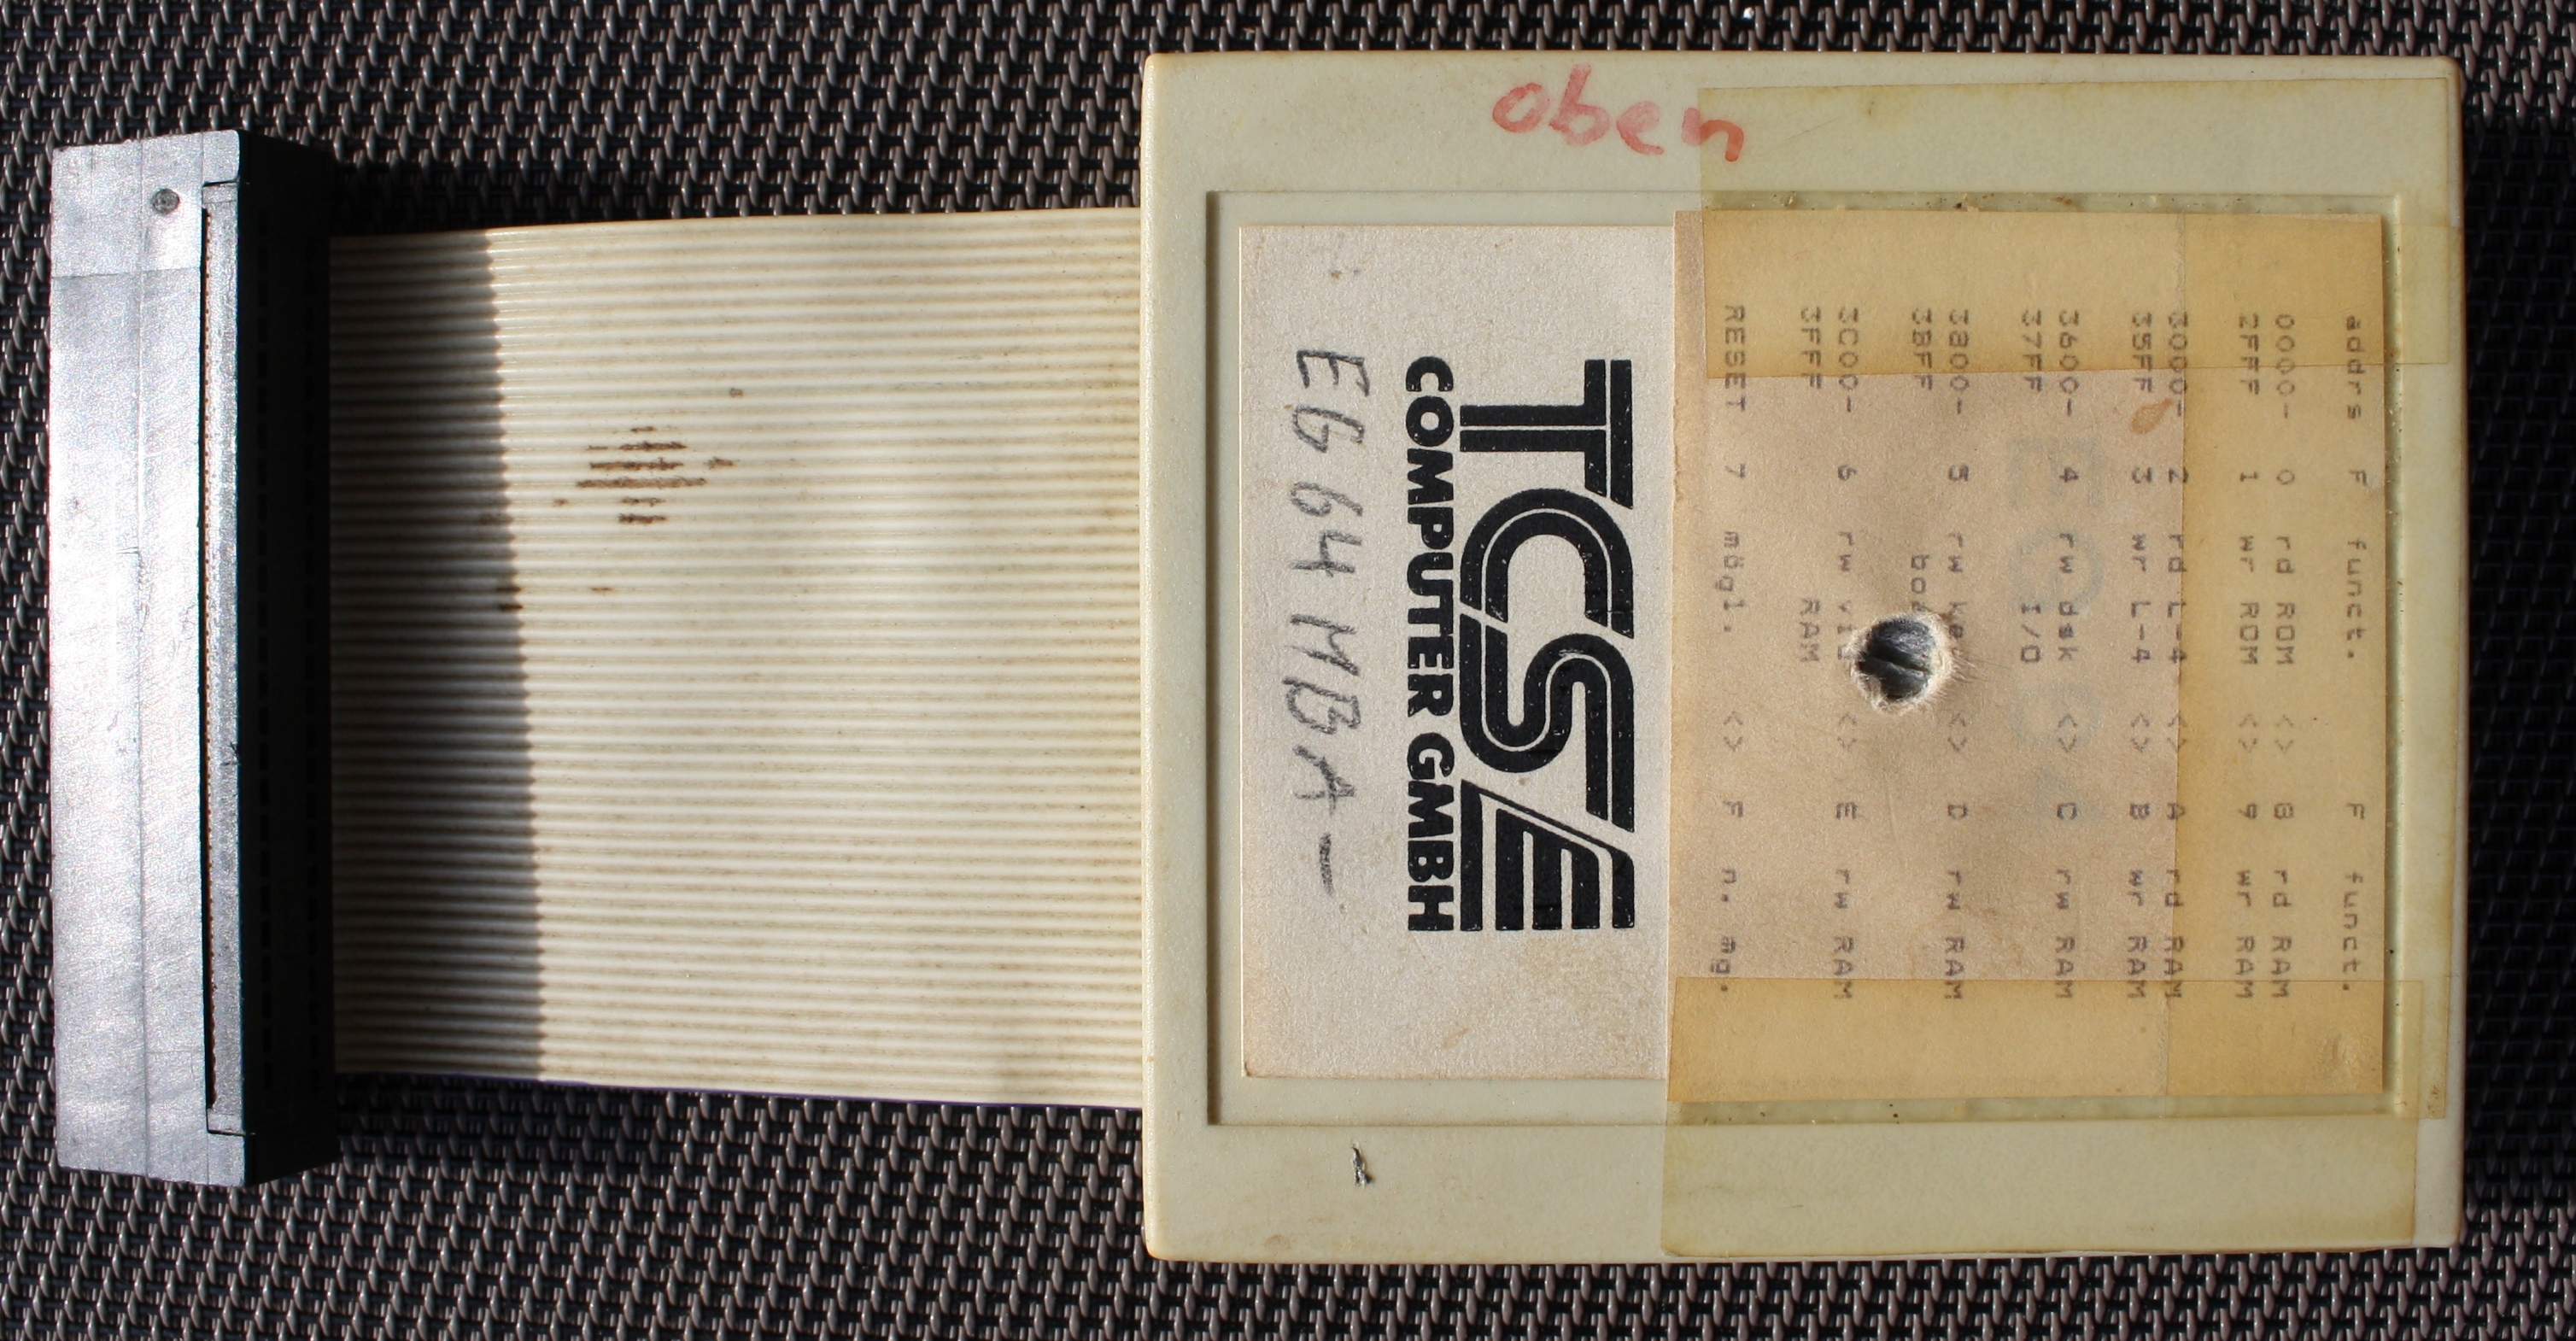 oben
addrs F funct. F funct.
0000- 0 rd ROM <> 8 rd RAM
2FFF 1 wr ROM <> 9 wr RAM
3000- 2 rd L-4 <> A rd RAM
35FF 3 wr L-4 <> B wr RAM
3600- 4 rw dsk <> C rw RAM
37FF I/O
3800- 5 rw <> D rw RAM
3BFF
3C00- 6 rw <> E rw RAM
3FFF RAM
RESET 7 mögl. F n. mg.
TCS
COMPUTER GMBH
EG 64 MBA —